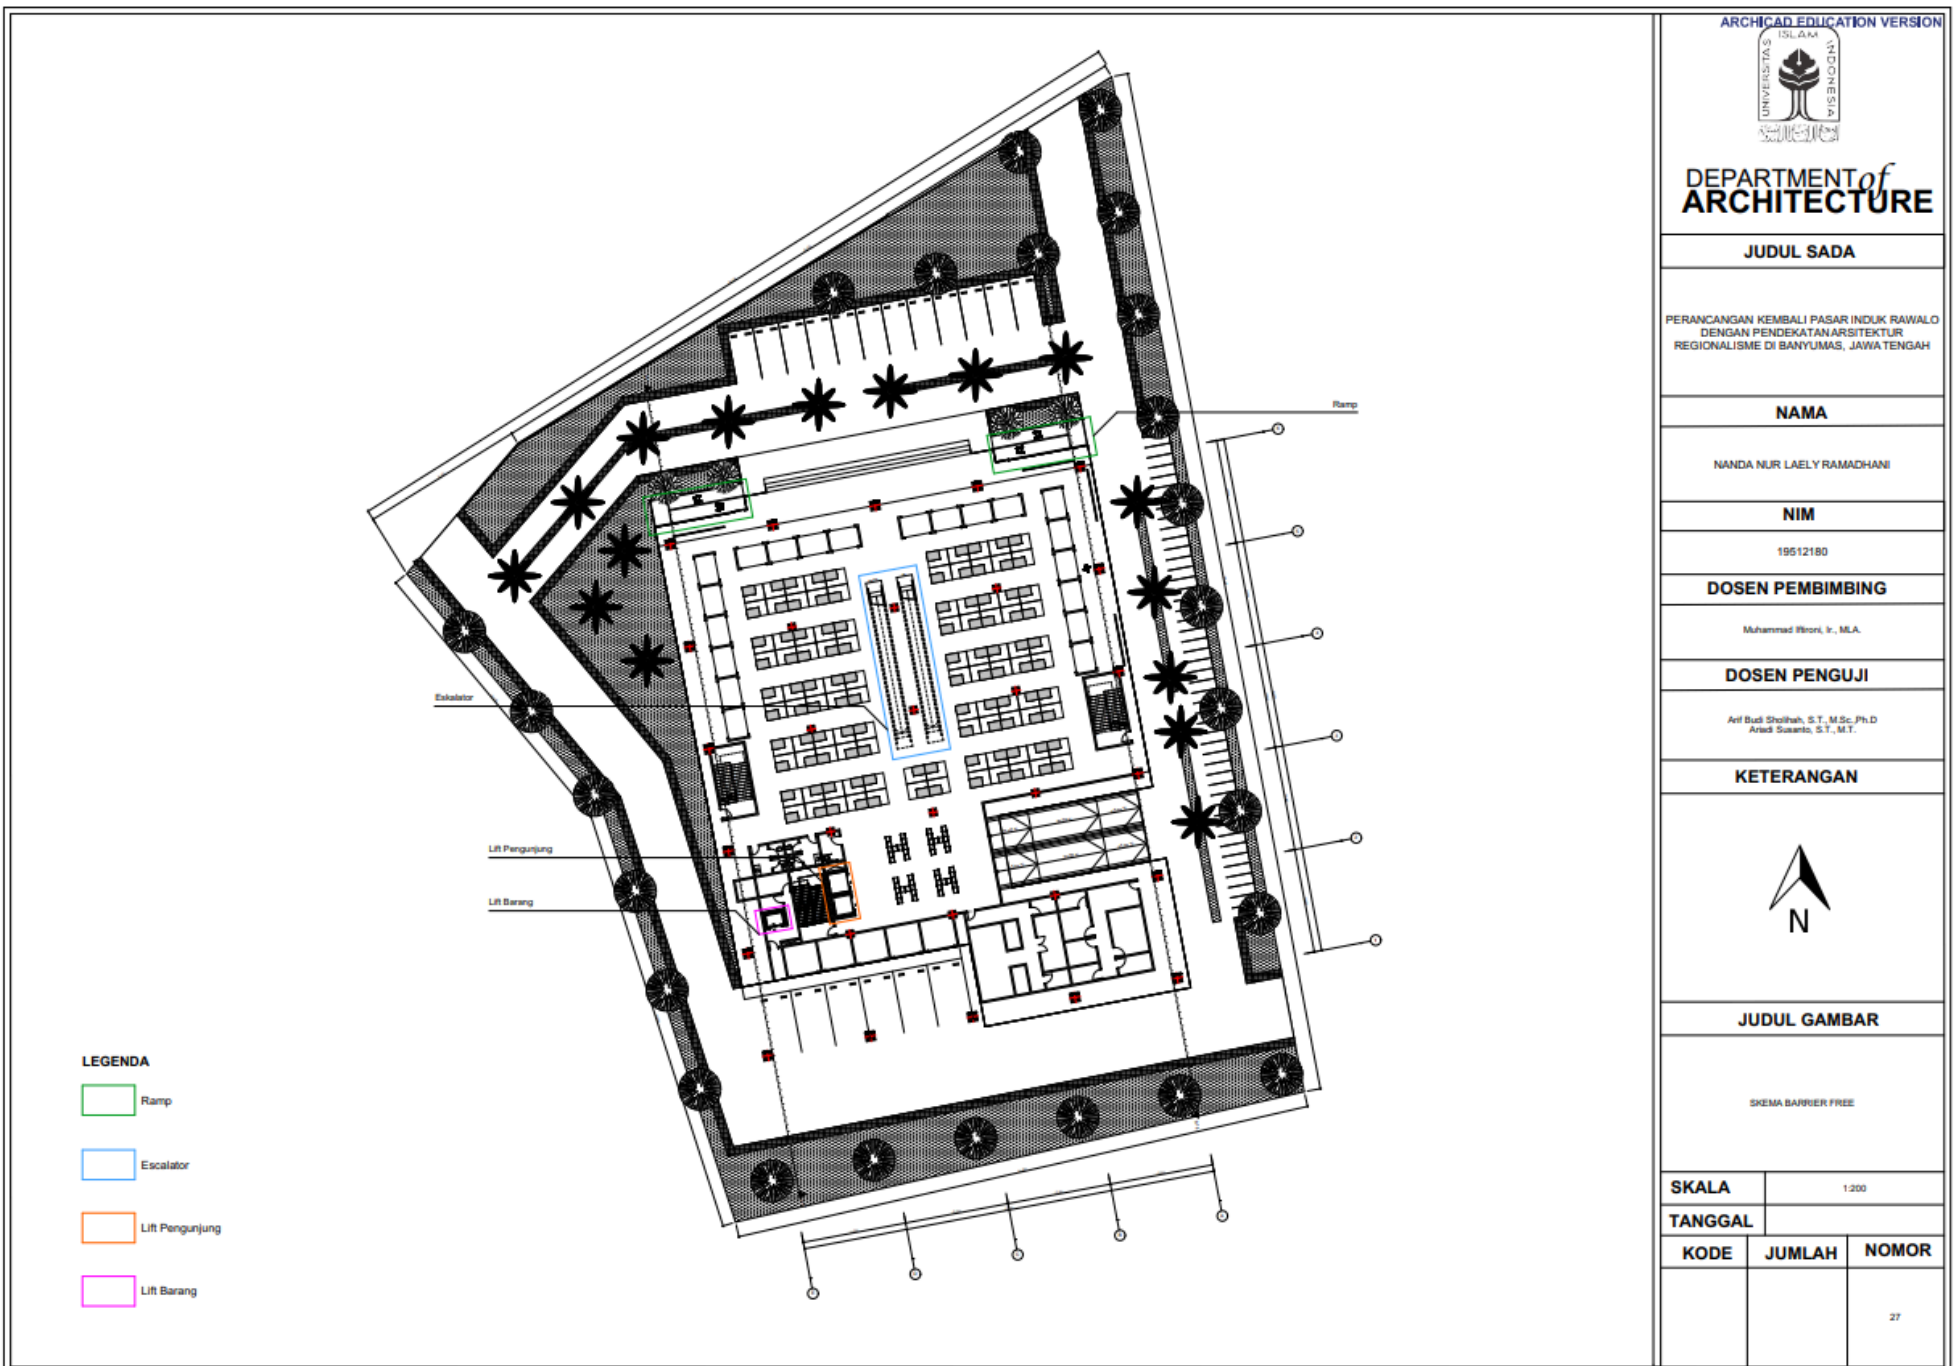 ARCHICAD EDUCATION VERSION
UNIVERSITAS
ISLAM
INDONESIA
DEPARTMENT of
ARCHITECTURE
JUDUL SADA
PERANCANGAN KEMBALI PASAR INDUK RAWALO
DENGAN PENDEKATAN ARSITEKTUR
REGIONALISME DI BANYUMAS, JAWA TENGAH
NAMA
NANDA NUR LAELY RAMADHANI
NIM
19512180
DOSEN PEMBIMBING
Muhammad Iftironi, Ir., MLA.
DOSEN PENGUJI
Arif Budi Sholihah, S.T., M.Sc.,Ph.D
Ariadi Susanto, S.T., M.T.
KETERANGAN
N
JUDUL GAMBAR
SKEMA BARRIER FREE
SKALA
1:200
TANGGAL
KODE
JUMLAH
NOMOR
27
Ramp
Eskalator
Lift Pengunjung
Lift Barang
LEGENDA
Ramp
Escalator
Lift Pengunjung
Lift Barang